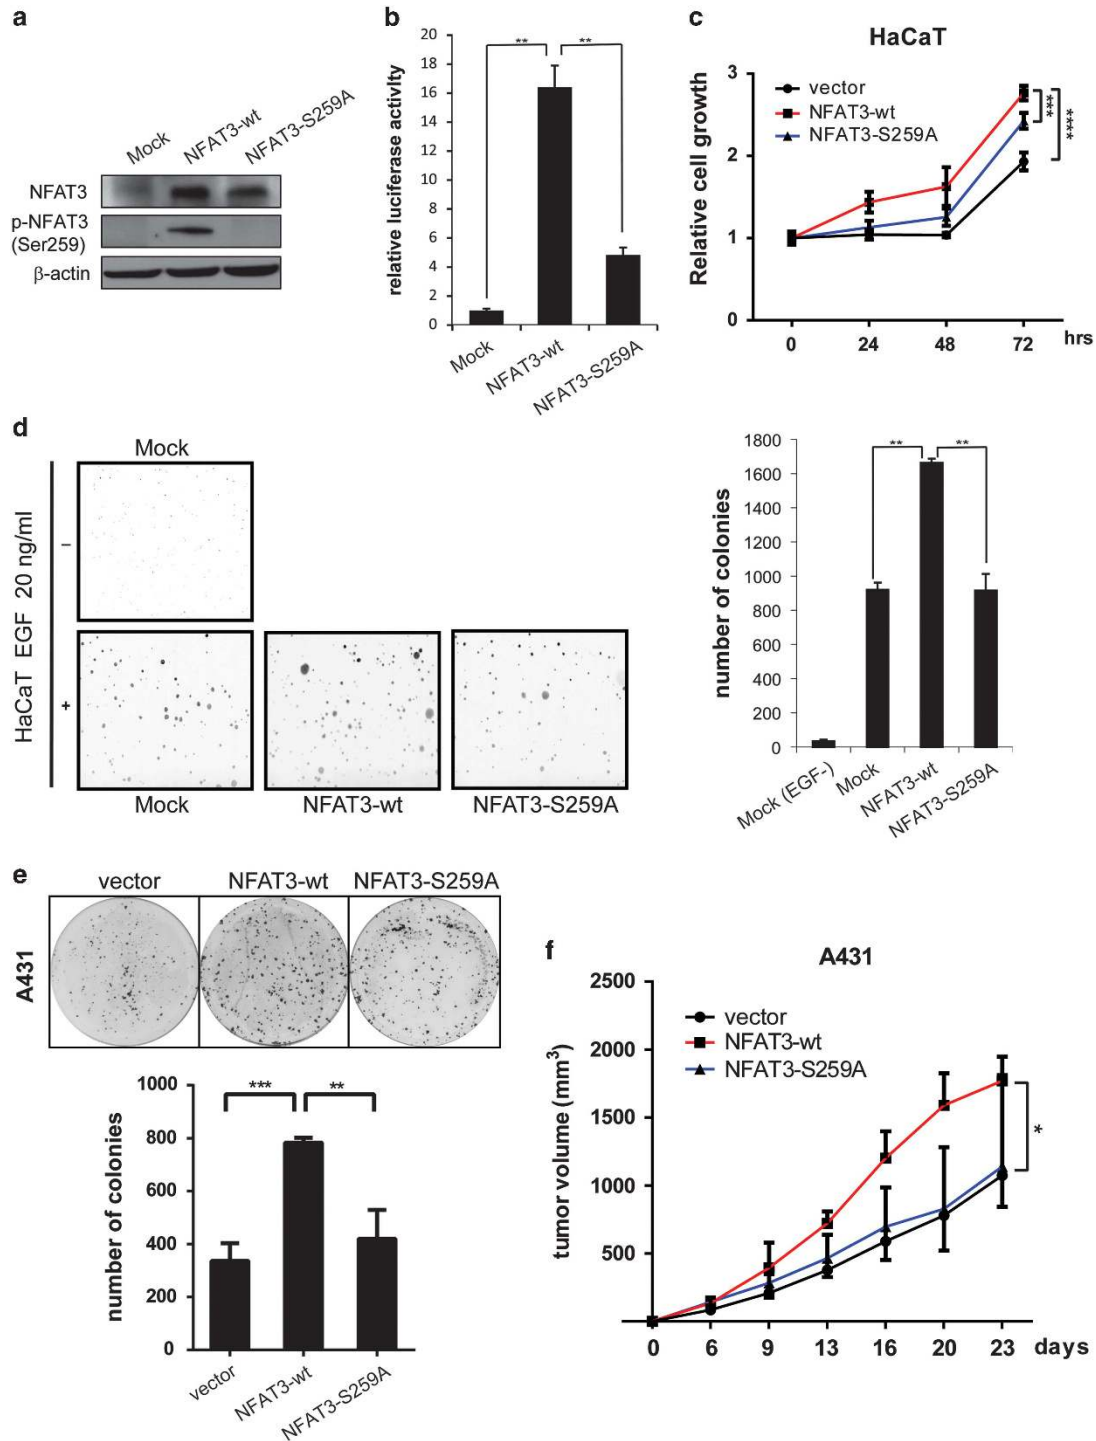 a
Mock
NFAT3-wt
NFAT3-S259A
NFAT3
p-NFAT3
(Ser259)
β-actin
b
relative luciferase activity
20
18
16
14
12
10
8
6
4
2
0
**
**
Mock
NFAT3-wt
NFAT3-S259A
c
HaCaT
Relative cell growth
3
2
1
0
vector
NFAT3-wt
NFAT3-S259A
***
****
0 24 48 72 hrs
d
HaCaT EGF 20 ng/ml
Mock
–
+
Mock
NFAT3-wt
NFAT3-S259A
number of colonies
1800
1600
1400
1200
1000
800
600
400
200
0
**
**
Mock (EGF-)
Mock
NFAT3-wt
NFAT3-S259A
e
vector
NFAT3-wt
NFAT3-S259A
A431
number of colonies
1000
800
600
400
200
0
***
**
vector
NFAT3-wt
NFAT3-S259A
f
A431
tumor volume (mm³)
2500
2000
1500
1000
500
vector
NFAT3-wt
NFAT3-S259A
*
0 6 9 13 16 20 23 days